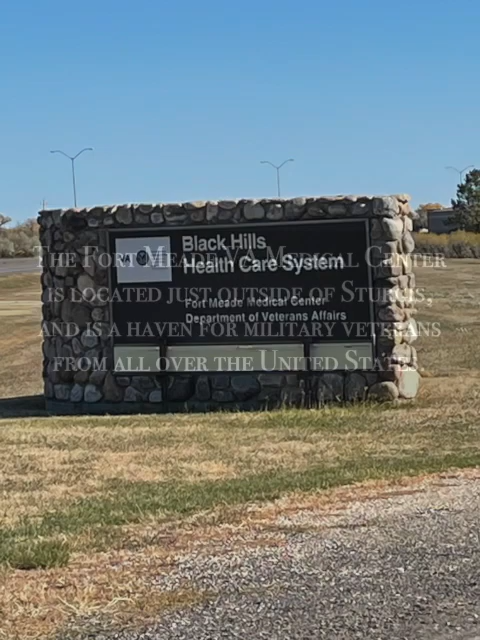 Black Hills
Health Care System
Fort Meade Medical Center
Department of Veterans Affairs
The Fort Meade VA Medical Center
is located just outside of Sturgis,
and is a haven for military veterans
from all over the United States